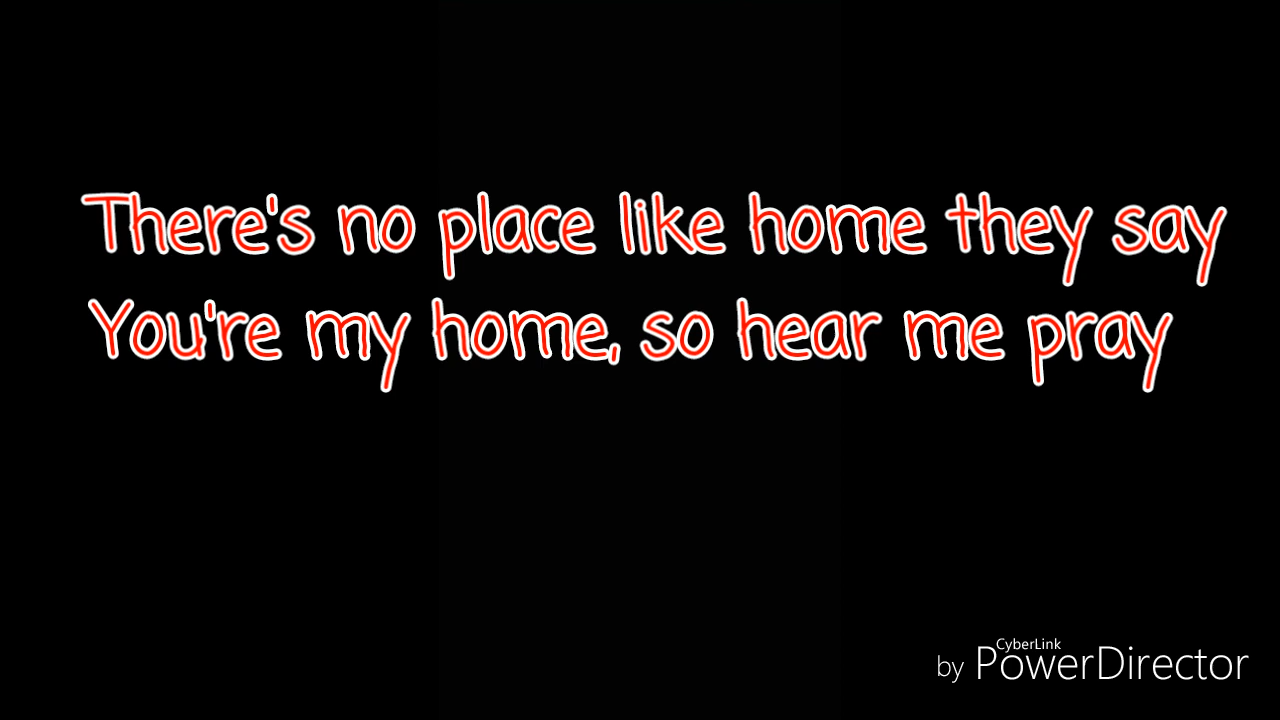 There's no place like home they say
You're my home, so hear me pray
CyberLink
by PowerDirector